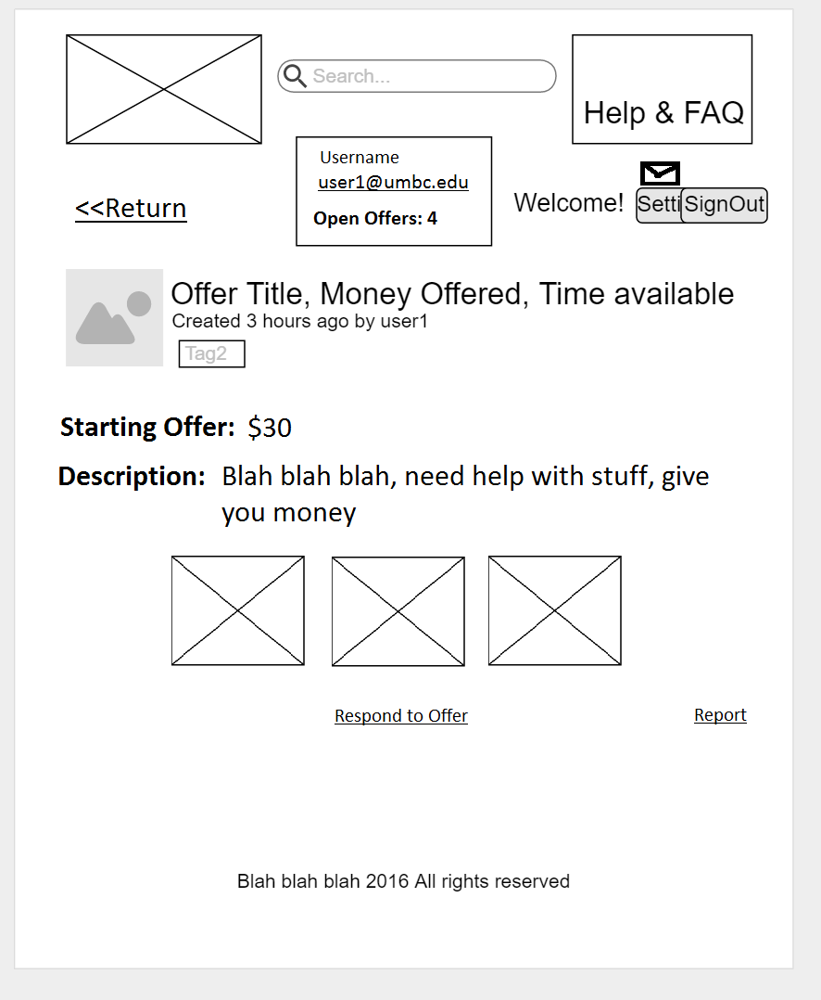 Search...
Help & FAQ
Username
user1@umbc.edu
Open Offers: 4
<<Return
Welcome!
Setti
SignOut
Offer Title, Money Offered, Time available
Created 3 hours ago by user1
Tag2
Starting Offer: $30
Description: Blah blah blah, need help with stuff, give
you money
Respond to Offer
Report
Blah blah blah 2016 All rights reserved